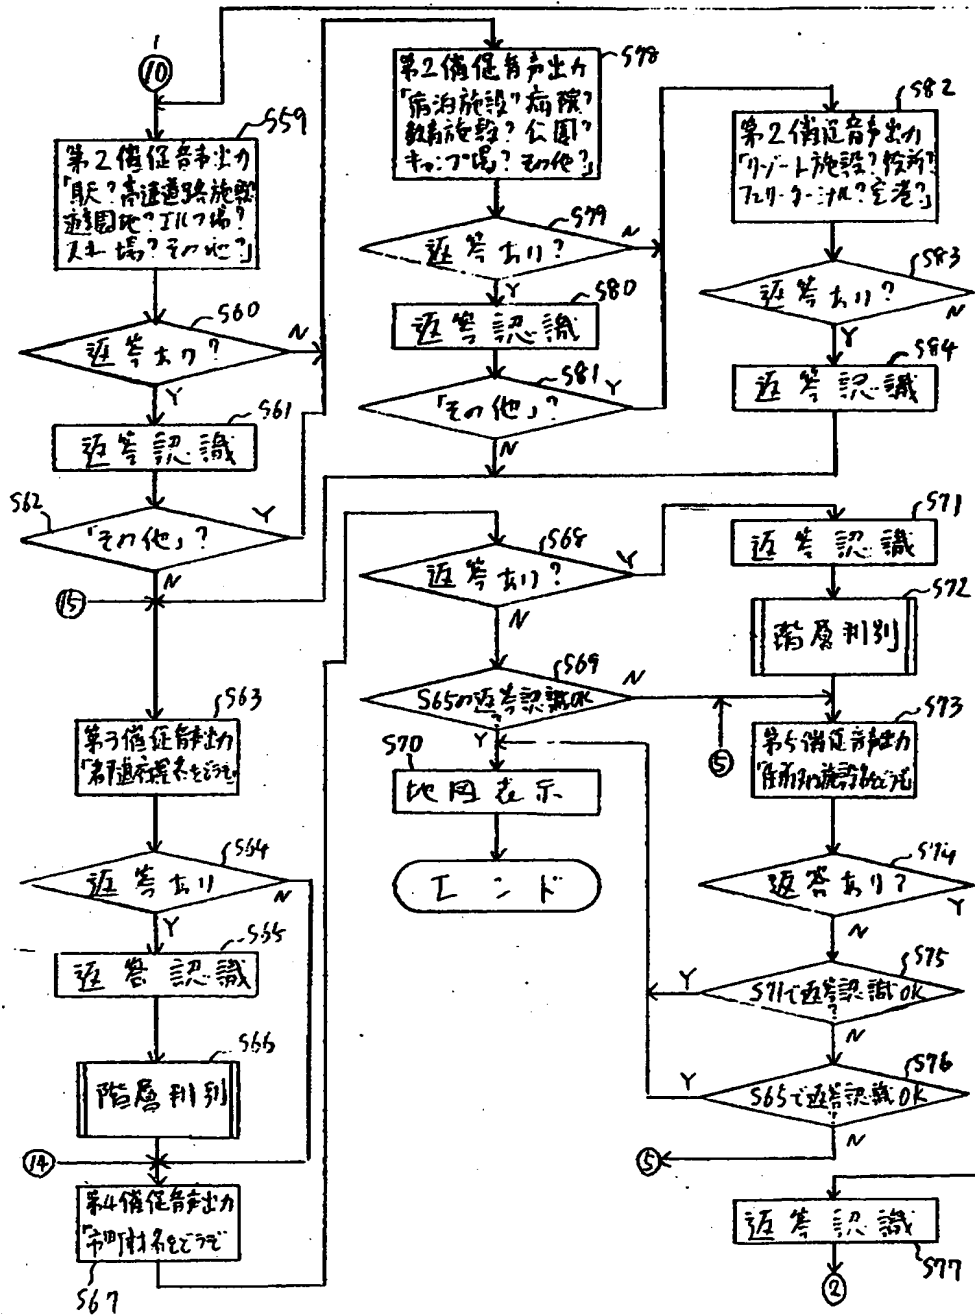 10
S59
第2催促音声出力
「駅？高速道路施設
遊園地？ゴルフ場？
スキー場？その他？」
S60
返答あり？
N
Y
S61
返答認識
S62
「その他」？
Y
N
15
S63
第3催促音声出力
「都道府県名をどうぞ」
S64
返答あり
N
Y
S65
返答認識
S66
階層判別
14
第4催促音声出力
「市町村名をどうぞ
S67
S78
第2催促音声出力
「宿泊施設？病院？
教育施設？公園？
キャンプ場？その他？」
S79
返答あり？
N
Y
S80
返答認識
S81
「その他」？
Y
N
S68
返答あり？
Y
N
S69
S65の返答認識OK
？
N
Y
S70
地図表示
エンド
S82
第2催促音声出力
「リゾート施設？役所？
フェリーターミナル？空港？」
S83
返答あり？
N
Y
S84
返答認識
S71
返答認識
S72
階層判別
5
S73
第5催促音声出力
S74
返答あり？
Y
N
S75
S71で返答認識OK
？
Y
N
S76
S65で返答認識OK
？
Y
N
5
返答認識
S77
2